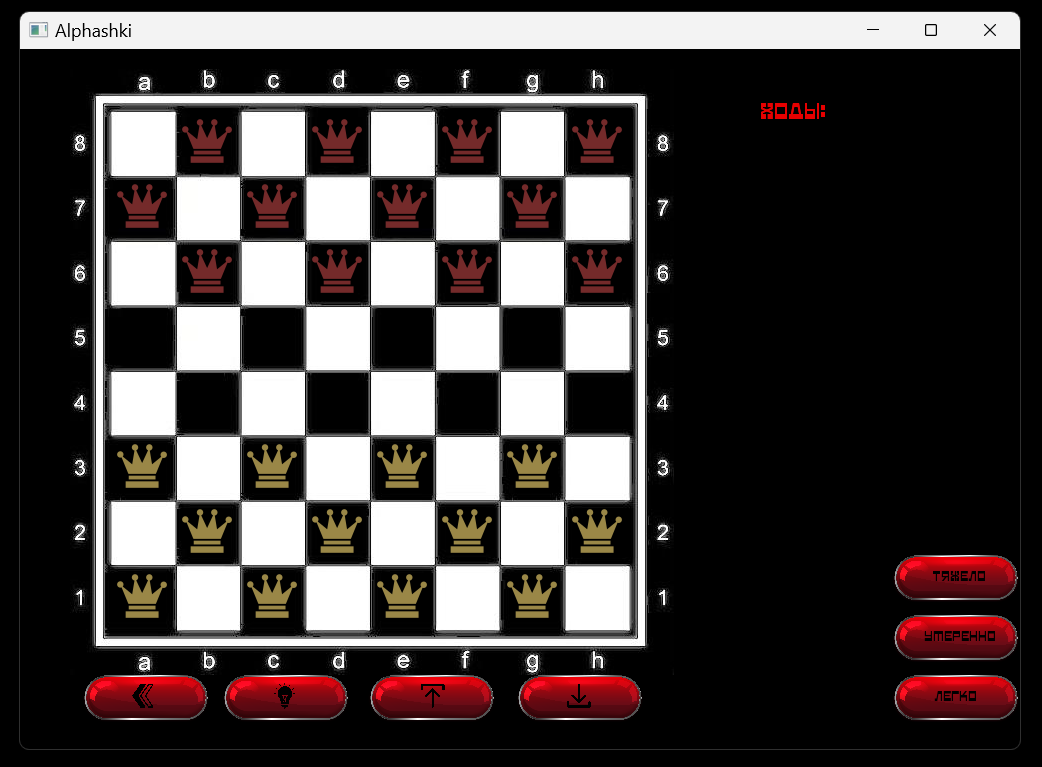 Alphashki
a b c d e f g h
ХОДЫ:
8 8
7 7
6 6
5 5
4 4
3 3
2 2
ТЯЖЕЛО
1 1
УМЕРЕННО
a b c d e f g h
ЛЕГКО